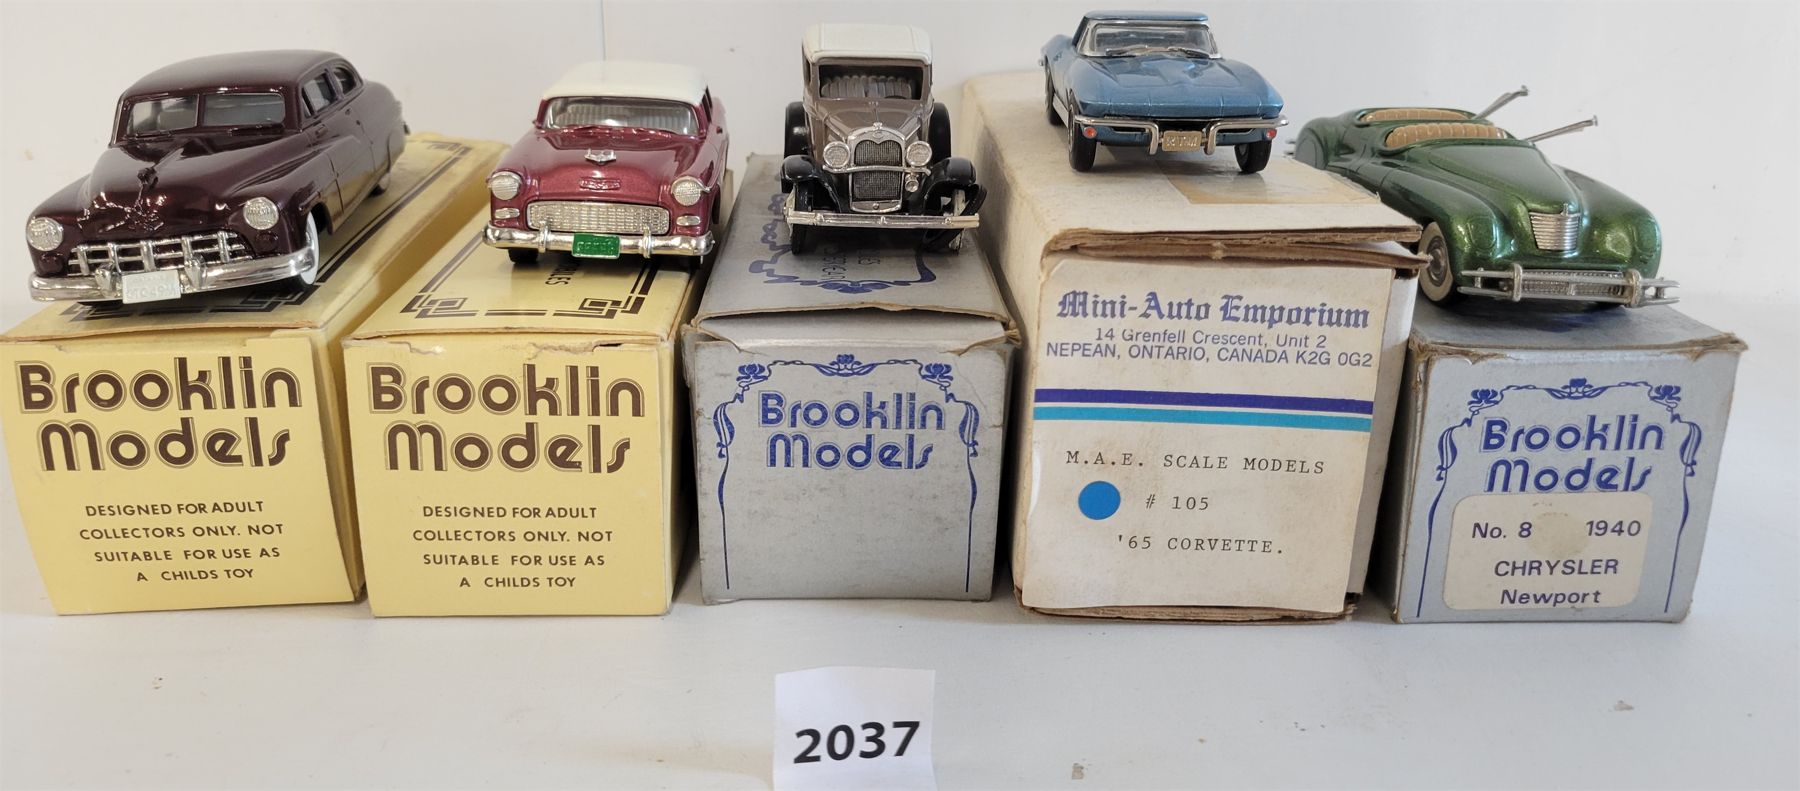 Brooklin
Models
DESIGNED FOR ADULT
COLLECTORS ONLY. NOT
SUITABLE FOR USE AS
A CHILDS TOY
Brooklin
Models
DESIGNED FOR ADULT
COLLECTORS ONLY. NOT
SUITABLE FOR USE AS
A CHILDS TOY
Brooklin
Models
Mini-Auto Emporium
14 Grenfell Crescent, Unit 2
NEPEAN, ONTARIO, CANADA K2G 0G2
M.A.E. SCALE MODELS
# 105
'65 CORVETTE.
Brooklin
Models
No. 8 1940
CHRYSLER
Newport
2037